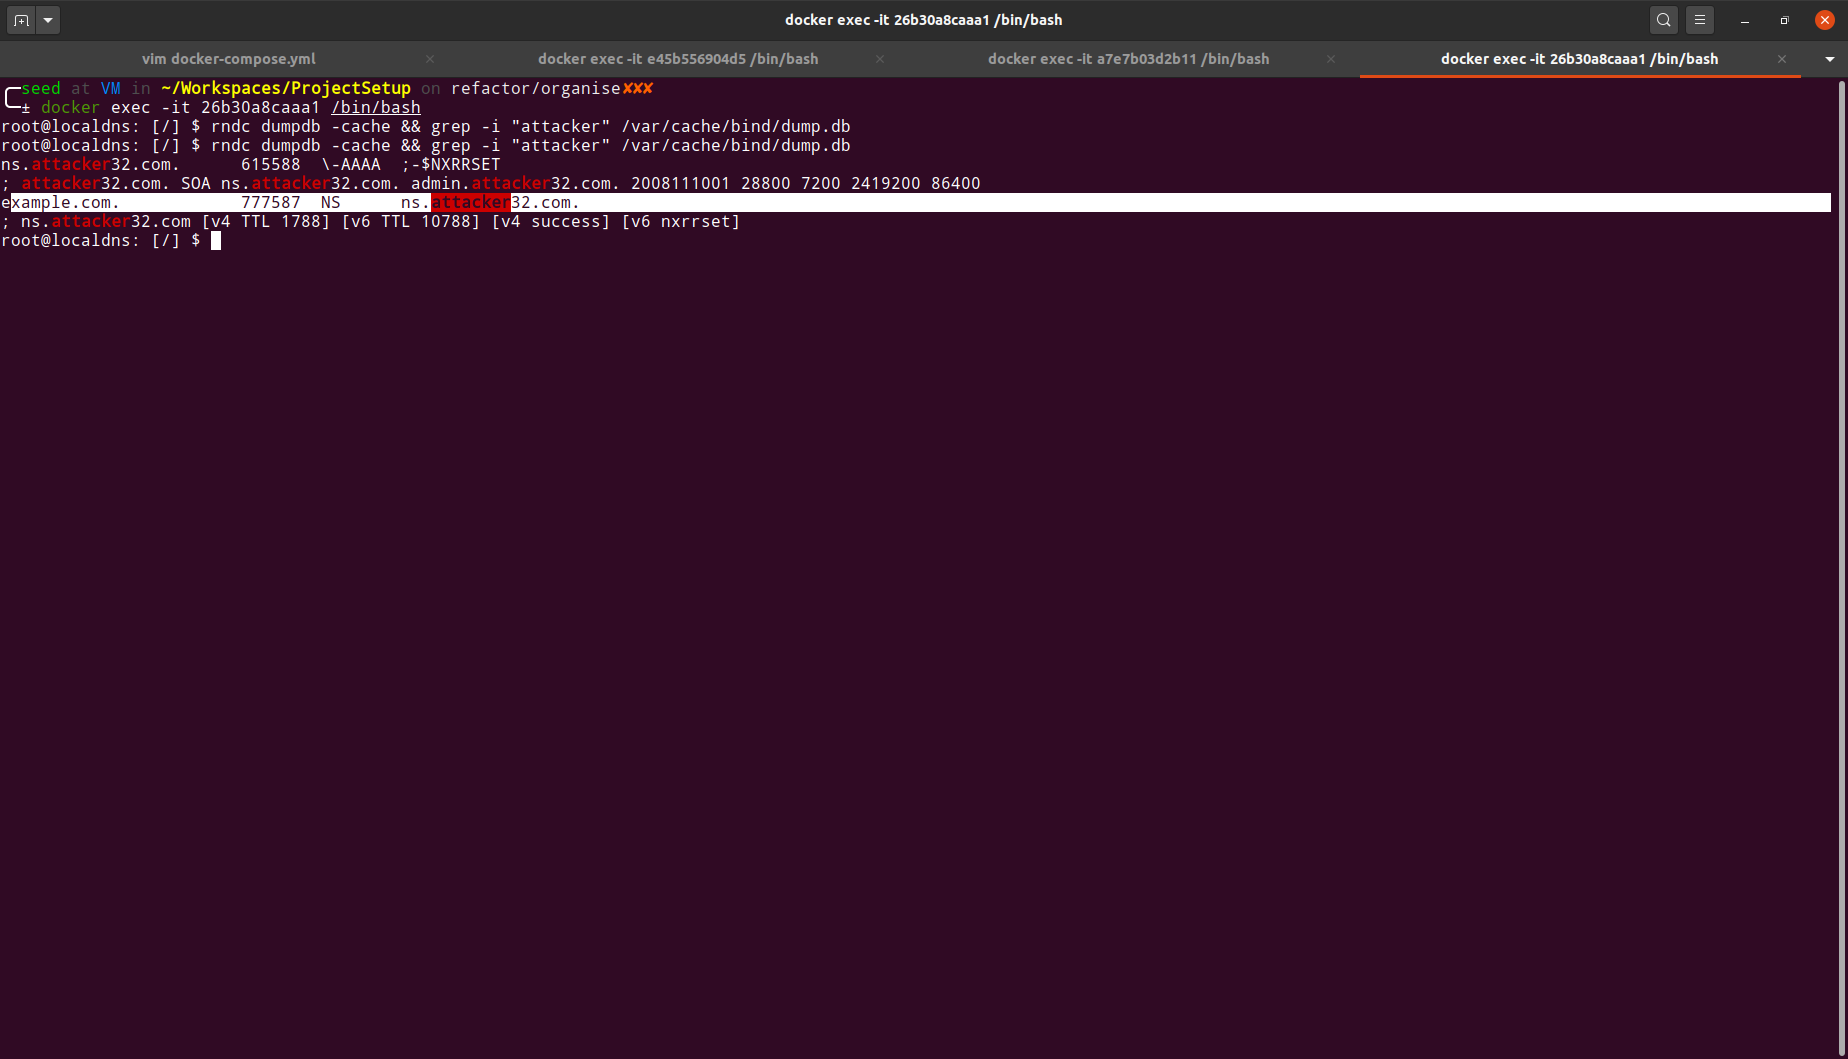 docker exec -it 26b30a8caaa1 /bin/bash
vim docker-compose.yml docker exec -it e45b556904d5 /bin/bash docker exec -it a7e7b03d2b11 /bin/bash docker exec -it 26b30a8caaa1 /bin/bash
seed at VM in ~/Workspaces/ProjectSetup on refactor/organise✘✘✘
± docker exec -it 26b30a8caaa1 /bin/bash
root@localdns: [/] $ rndc dumpdb -cache && grep -i "attacker" /var/cache/bind/dump.db
root@localdns: [/] $ rndc dumpdb -cache && grep -i "attacker" /var/cache/bind/dump.db
ns.attacker32.com. 615588 \-AAAA ;-$NXRRSET
; attacker32.com. SOA ns.attacker32.com. admin.attacker32.com. 2008111001 28800 7200 2419200 86400
example.com. 777587 NS ns.attacker32.com.
; ns.attacker32.com [v4 TTL 1788] [v6 TTL 10788] [v4 success] [v6 nxrrset]
root@localdns: [/] $